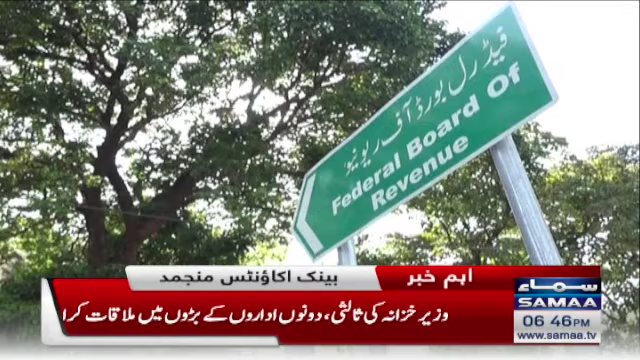 فیڈرل بورڈ آف ریونیو
Federal Board Of
Revenue
بینک اکاؤنٹس منجمد
اہم خبر
وزیر خزانہ کی ثالثی، دونوں اداروں کے بڑوں میں ملاقات کرا
سماء
SAMAA
06:46PM
www.samaa.tv